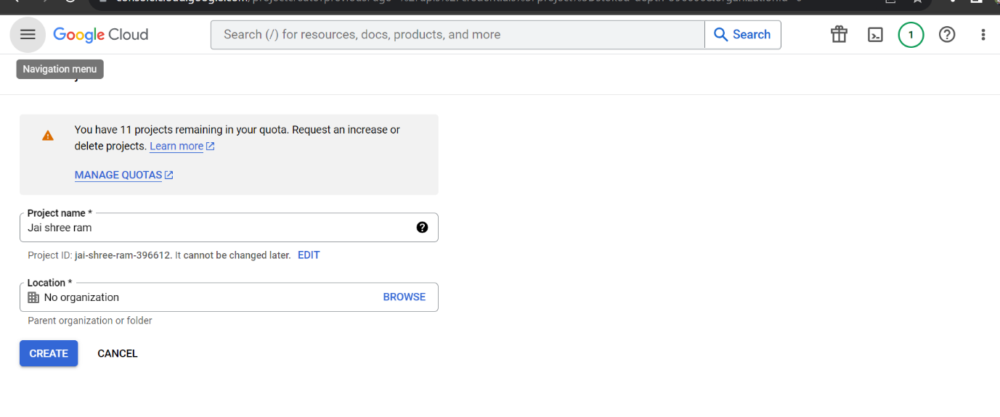 Google Cloud
Search (/) for resources, docs, products, and more
Search
1
Navigation menu
You have 11 projects remaining in your quota. Request an increase or
delete projects. Learn more
MANAGE QUOTAS
Project name *
Jai shree ram
Project ID: jai-shree-ram-396612. It cannot be changed later. EDIT
Location *
No organization
BROWSE
Parent organization or folder
CREATE
CANCEL